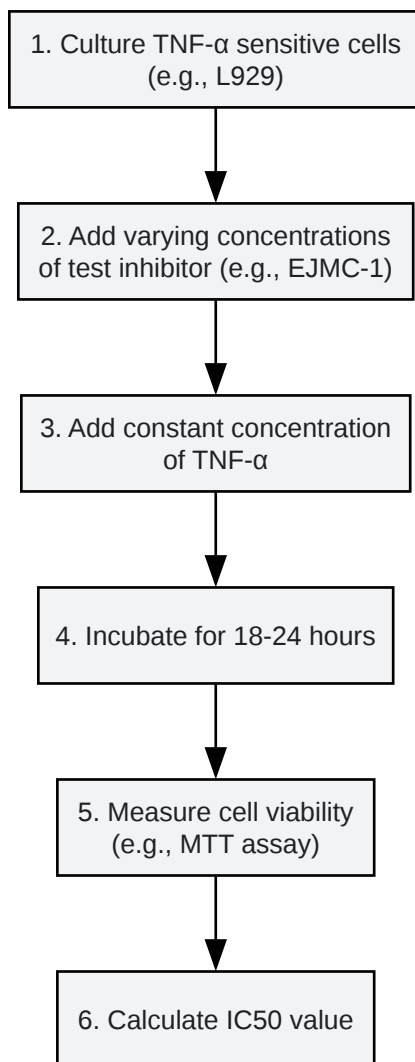 1. Culture TNF-α sensitive cells
(e.g., L929)
2. Add varying concentrations
of test inhibitor (e.g., EJMC-1)
3. Add constant concentration
of TNF-α
4. Incubate for 18-24 hours
5. Measure cell viability
(e.g., MTT assay)
6. Calculate IC50 value